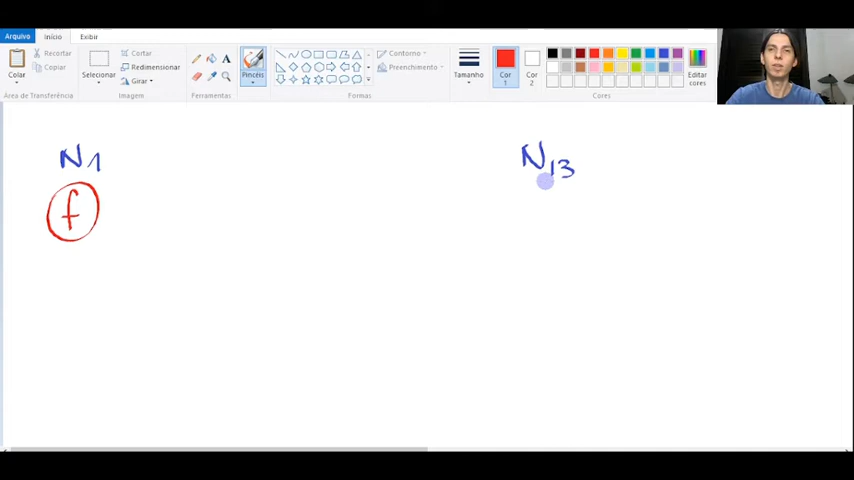 Arquivo Início Exibir
Colar
Recortar
Copiar
Área de Transferência
Selecionar
Cortar
Redimensionar
Girar
Imagem
A
Ferramentas
Pincéis
Contorno
Preenchimento
Formas
Tamanho
Cor
1
Cor
2
Editar
cores
Cores
N1 N13
f